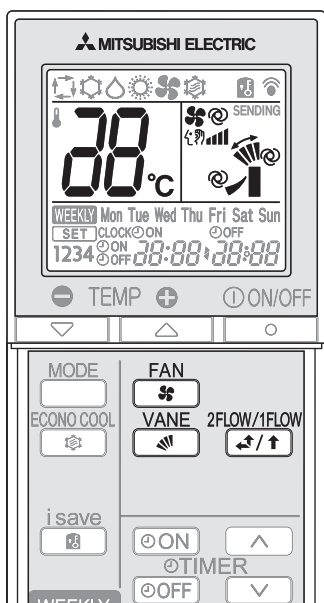 MITSUBISHI ELECTRIC
SENDING
88 °C
WEEKLY Mon Tue Wed Thu Fri Sat Sun
SET CLOCK ON OFF
1234 ON OFF 88:88 88:88
TEMP ON/OFF
MODE FAN
ECONO COOL VANE 2FLOW/1FLOW
i save
ON
TIMER
OFF
WEEKLY